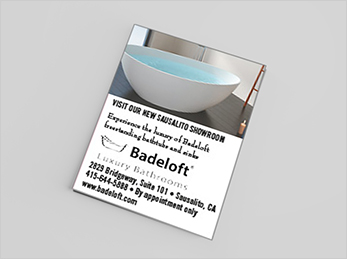 VISIT OUR NEW SAUSALITO SHOWROOM
Experience the luxury of Badeloft
freestanding bathtubs and sinks
Badeloft®
Luxury Bathrooms
2829 Bridgeway, Suite 101 • Sausalito, CA
415-644-5888 • By appointment only
www.badeloft.com